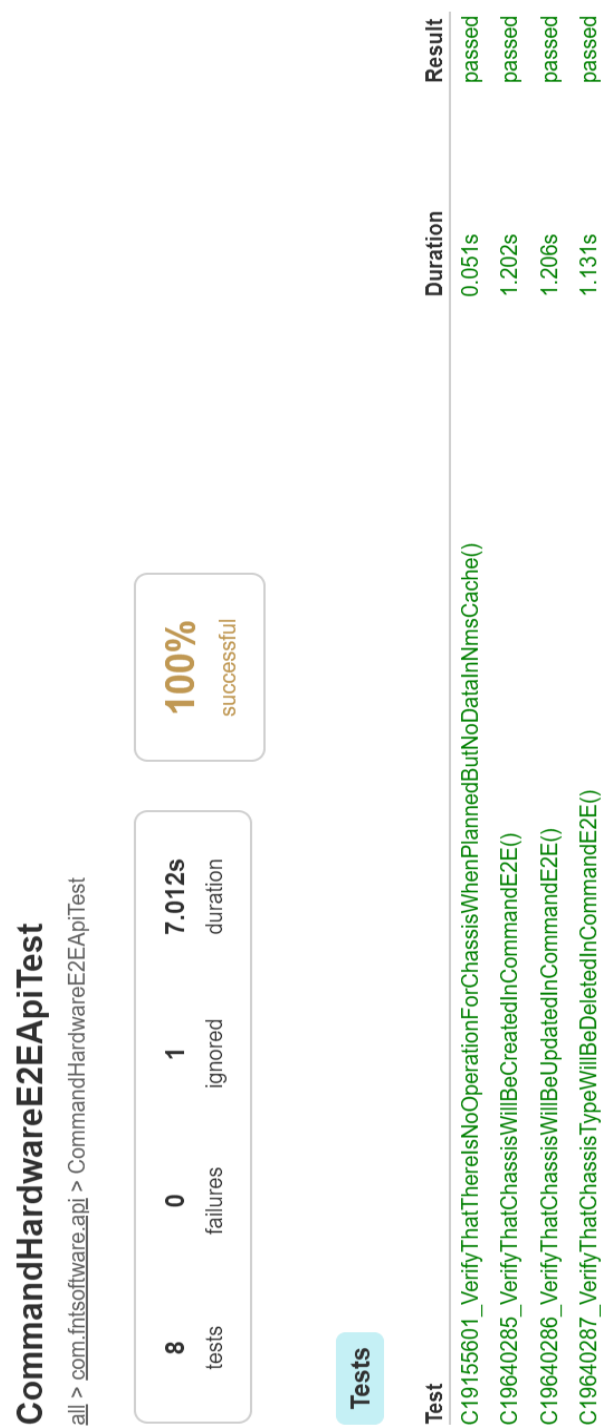 CommandHardwareE2EApiTest
all > com.fntsoftware.api > CommandHardwareE2EApiTest
8 0 1 7.012s 100%
tests failures ignored duration successful
Tests
Test Duration Result
C19155601_VerifyThatThereIsNoOperationForChassisWhenPlannedButNoDataInNmsCache() 0.051s passed
C19640285_VerifyThatChassisWillBeCreatedInCommandE2E() 1.202s passed
C19640286_VerifyThatChassisWillBeUpdatedInCommandE2E() 1.206s passed
C19640287_VerifyThatChassisTypeWillBeDeletedInCommandE2E() 1.131s passed